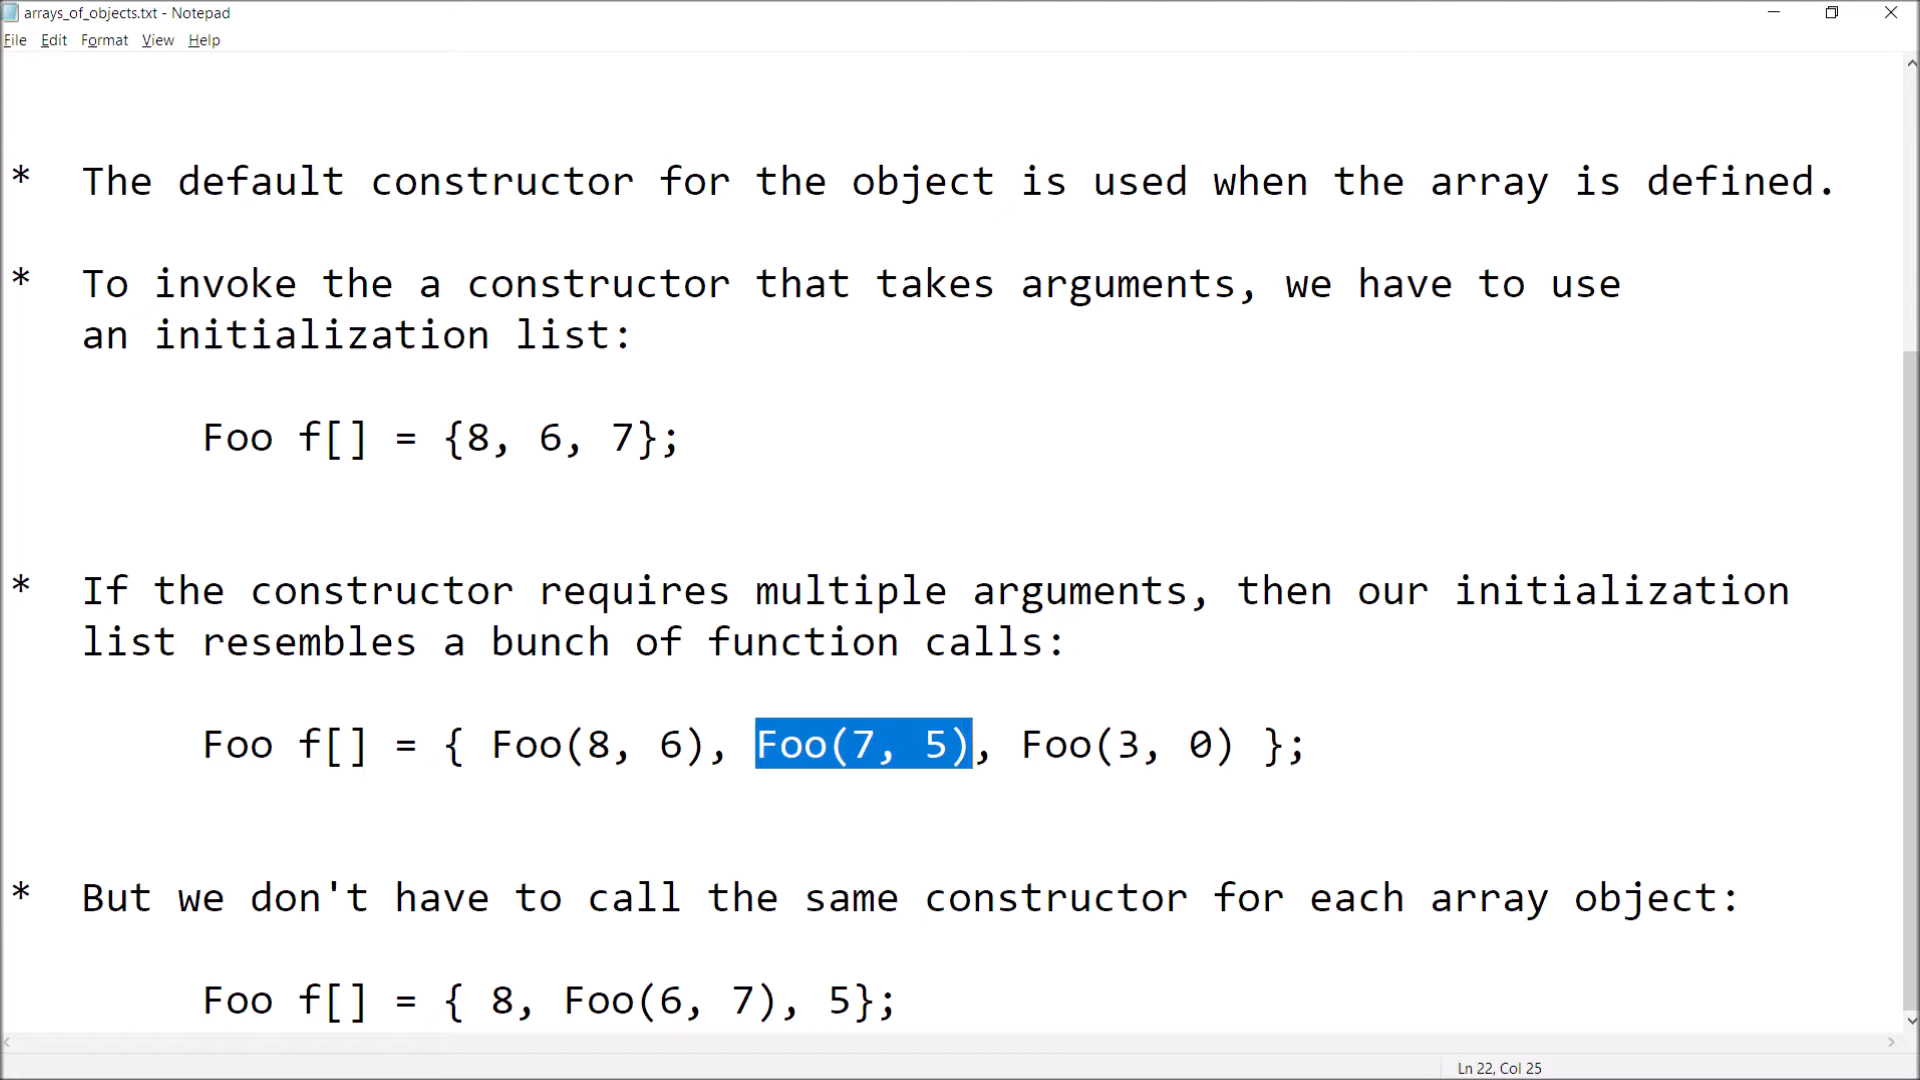 arrays_of_objects.txt - Notepad
File Edit Format View Help
* The default constructor for the object is used when the array is defined.
* To invoke the a constructor that takes arguments, we have to use
an initialization list:
Foo f[] = {8, 6, 7};
* If the constructor requires multiple arguments, then our initialization
list resembles a bunch of function calls:
Foo f[] = { Foo(8, 6), Foo(7, 5), Foo(3, 0) };
* But we don't have to call the same constructor for each array object:
Foo f[] = { 8, Foo(6, 7), 5};
Ln 22, Col 25